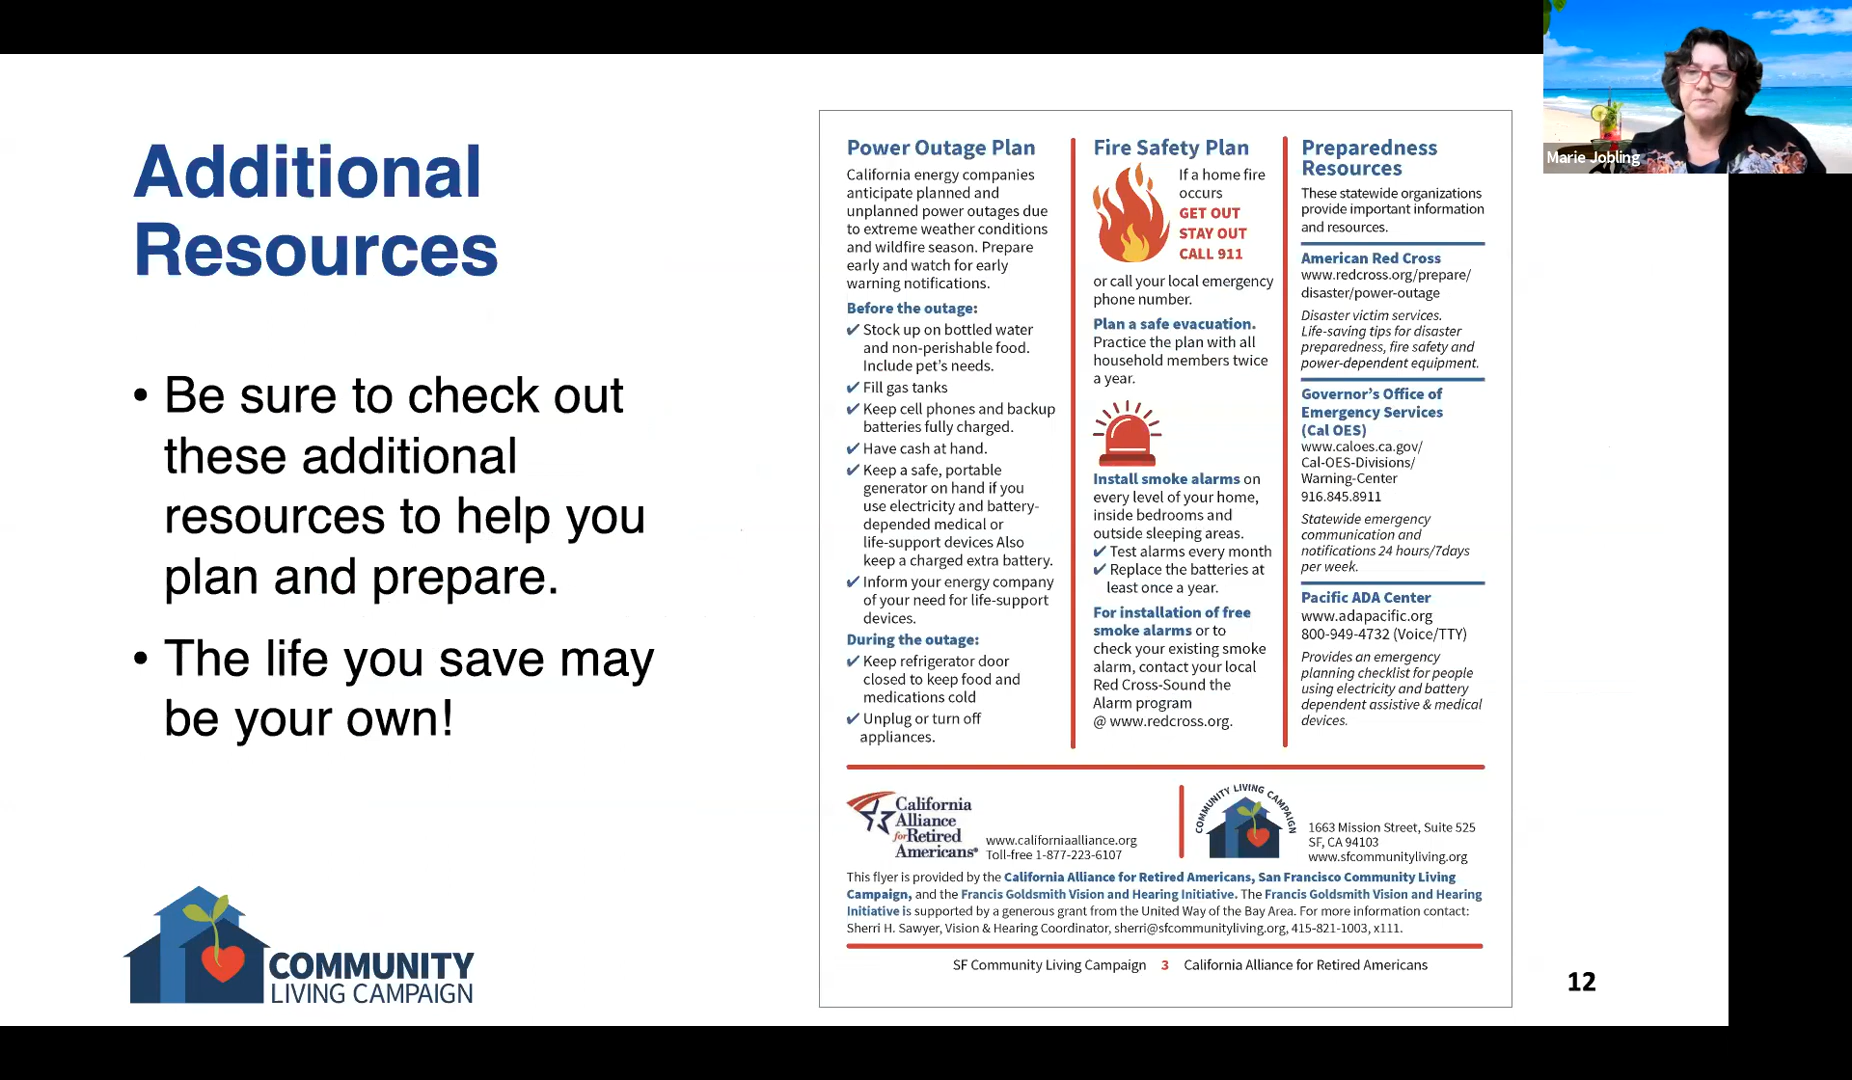 Additional
Resources
• Be sure to check out
these additional
resources to help you
plan and prepare.
• The life you save may
be your own!
COMMUNITY
LIVING CAMPAIGN
Power Outage Plan
California energy companies
anticipate planned and
unplanned power outages due
to extreme weather conditions
and wildfire season. Prepare
early and watch for early
warning notifications.
Before the outage:
✔ Stock up on bottled water
and non-perishable food.
Include pet's needs.
✔ Fill gas tanks
✔ Keep cell phones and backup
batteries fully charged.
✔ Have cash at hand.
✔ Keep a safe, portable
generator on hand if you
use electricity and battery-
depended medical or
life-support devices Also
keep a charged extra battery.
✔ Inform your energy company
of your need for life-support
devices.
During the outage:
✔ Keep refrigerator door
closed to keep food and
medications cold
✔ Unplug or turn off
appliances.
Fire Safety Plan
If a home fire
occurs
GET OUT
STAY OUT
CALL 911
or call your local emergency
phone number.
Plan a safe evacuation.
Practice the plan with all
household members twice
a year.
Install smoke alarms on
every level of your home,
inside bedrooms and
outside sleeping areas.
✔ Test alarms every month
✔ Replace the batteries at
least once a year.
For installation of free
smoke alarms or to
check your existing smoke
alarm, contact your local
Red Cross-Sound the
Alarm program
@ www.redcross.org.
Preparedness
Resources
These statewide organizations
provide important information
and resources.
American Red Cross
www.redcross.org/prepare/
disaster/power-outage
Disaster victim services.
Life-saving tips for disaster
preparedness, fire safety and
power-dependent equipment.
Governor's Office of
Emergency Services
(Cal OES)
www.caloes.ca.gov/
Cal-OES-Divisions/
Warning-Center
916.845.8911
Statewide emergency
communication and
notifications 24 hours/7days
per week.
Pacific ADA Center
www.adapacific.org
800-949-4732 (Voice/TTY)
Provides an emergency
planning checklist for people
using electricity and battery
dependent assistive & medical
devices.
California
Alliance
for Retired
Americans®
www.californiaalliance.org
Toll-free 1-877-223-6107
COMMUNITY LIVING CAMPAIGN
1663 Mission Street, Suite 525
SF, CA 94103
www.sfcommunityliving.org
This flyer is provided by the California Alliance for Retired Americans, San Francisco Community Living
Campaign, and the Francis Goldsmith Vision and Hearing Initiative. The Francis Goldsmith Vision and Hearing
Initiative is supported by a generous grant from the United Way of the Bay Area. For more information contact:
Sherri H. Sawyer, Vision & Hearing Coordinator, sherri@sfcommunityliving.org, 415-821-1003, x111.
SF Community Living Campaign 3 California Alliance for Retired Americans
12
Marie Jobling